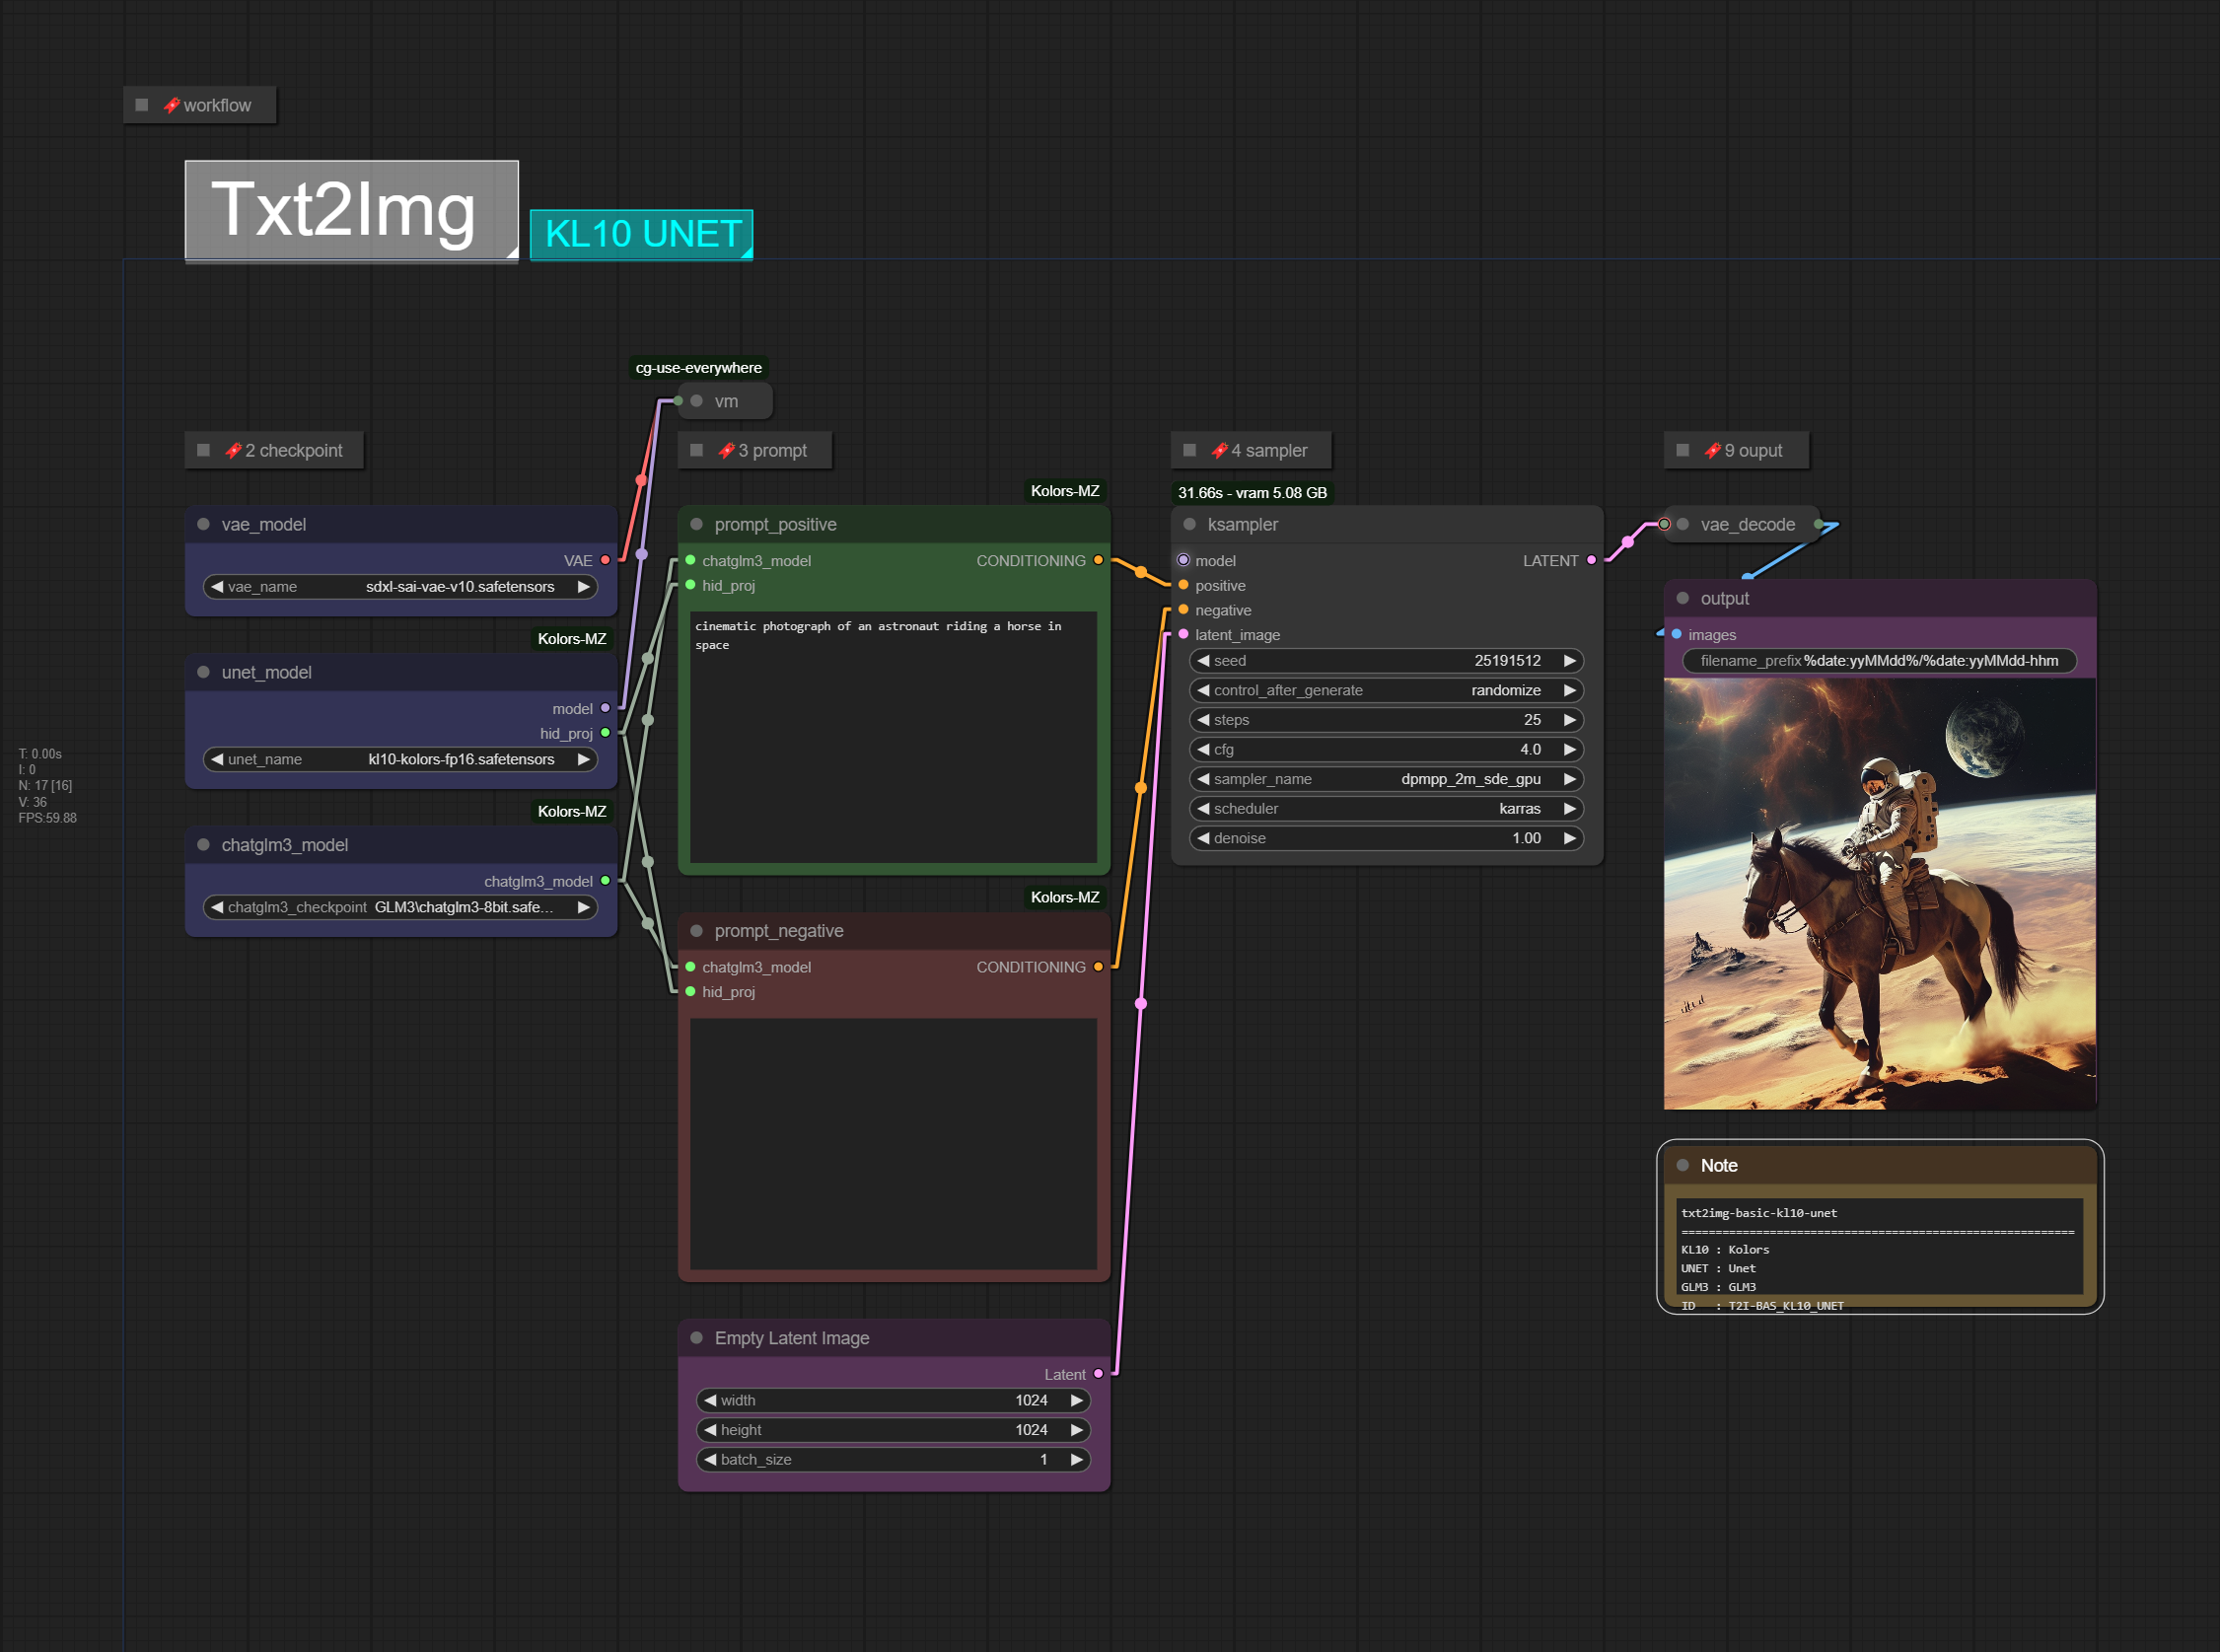 workflow
Txt2Img
KL10 UNET
cg-use-everywhere
vm
2 checkpoint
vae_model
VAE
vae_name sdxl-sai-vae-v10.safetensors
Kolors-MZ
unet_model
model
hid_proj
unet_name kl10-kolors-fp16.safetensors
Kolors-MZ
chatglm3_model
chatglm3_model
chatglm3_checkpoint GLM3\chatglm3-8bit.safe...
T: 0.00s
I: 0
N: 17 [16]
V: 36
FPS:59.88
3 prompt
Kolors-MZ
prompt_positive
chatglm3_model CONDITIONING
hid_proj
cinematic photograph of an astronaut riding a horse in
space
Kolors-MZ
prompt_negative
chatglm3_model CONDITIONING
hid_proj
Empty Latent Image
Latent
width 1024
height 1024
batch_size 1
4 sampler
31.66s - vram 5.08 GB
ksampler
model LATENT
positive
negative
latent_image
seed 25191512
control_after_generate randomize
steps 25
cfg 4.0
sampler_name dpmpp_2m_sde_gpu
scheduler karras
denoise 1.00
9 ouput
vae_decode
output
images
filename_prefix %date:yyMMdd%/%date:yyMMdd-hhm
Note
txt2img-basic-kl10-unet
==========================================================
KL10 : Kolors
UNET : Unet
GLM3 : GLM3
ID : T2I-BAS_KL10_UNET